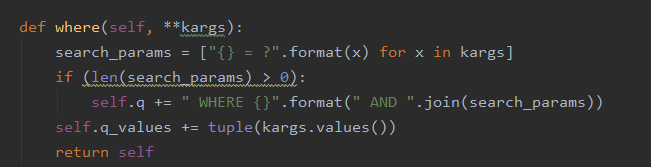 def where(self, **kargs):
    search_params = ["{} = ?".format(x) for x in kargs]
    if (len(search_params) > 0):
        self.q += " WHERE {}".format(" AND ".join(search_params))
    self.q_values += tuple(kargs.values())
    return self